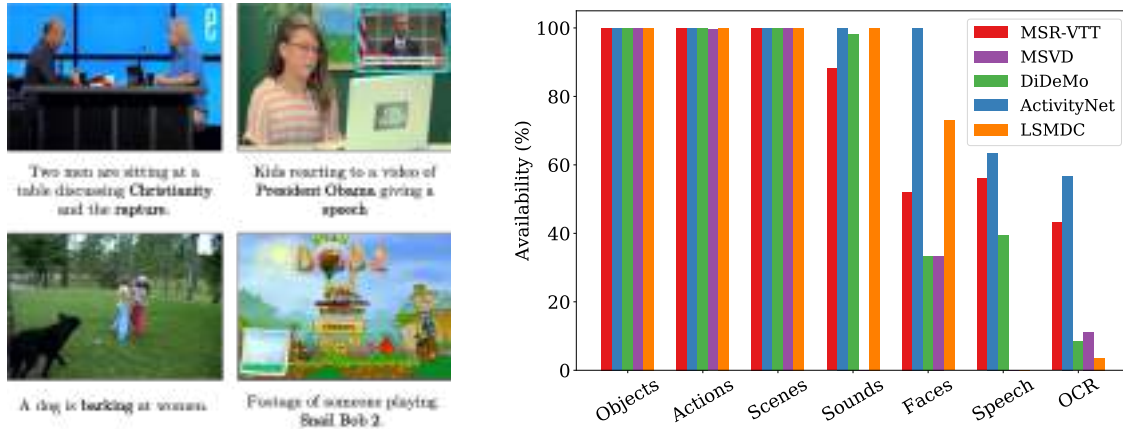 Two men are sitting at a
table discussing Christianity
and the rapture.
Kids reacting to a video of
President Obama giving a
speech
A dog is barking at women.
Footage of someone playing
Snail Bob 2.
Availability (%)
100
80
60
40
20
0
MSR-VTT
MSVD
DiDeMo
ActivityNet
LSMDC
Objects
Actions
Scenes
Sounds
Faces
Speech
OCR